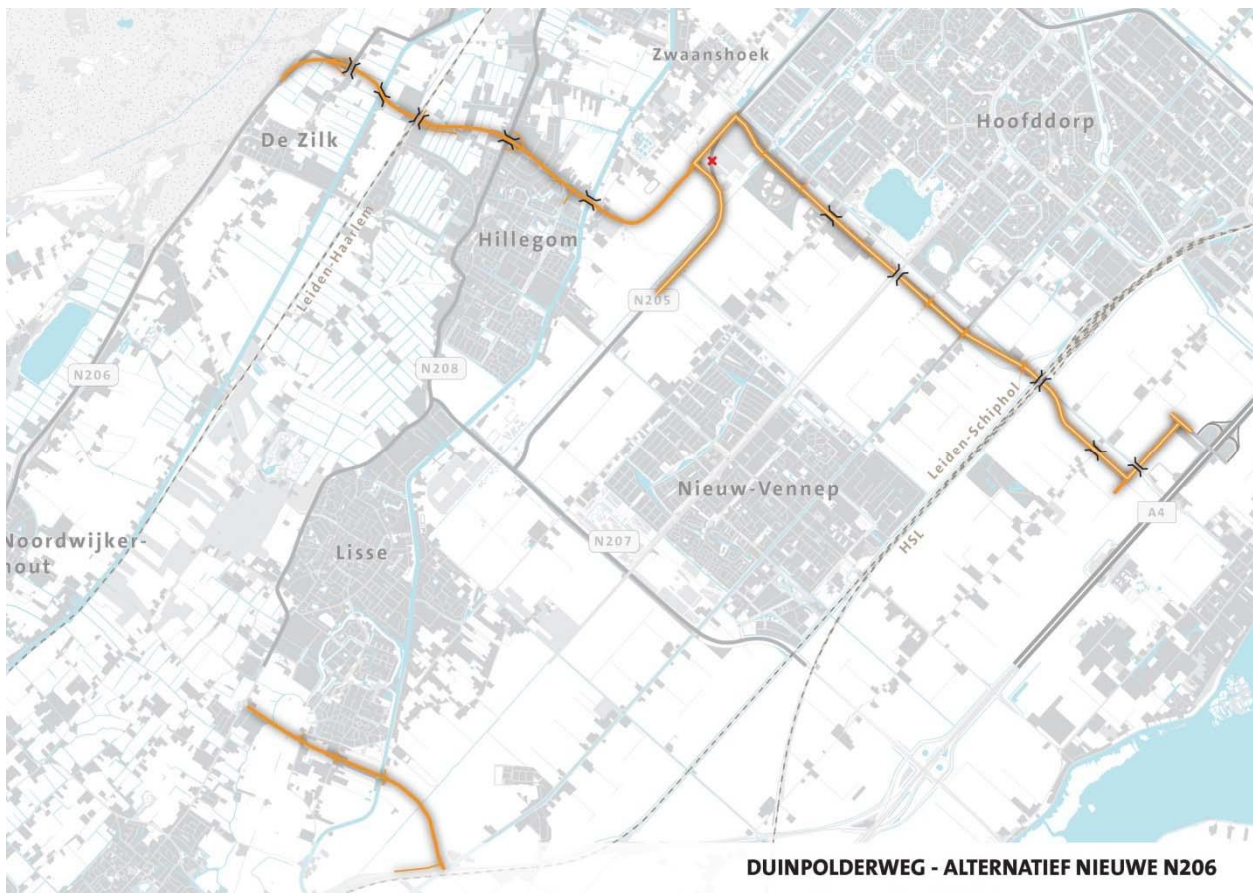 Zwaanshoek
Hoofddorp
De Zilk
Leiden-Haarlem
Hillegom
N205
N206
N208
Leiden-Schiphol
Nieuw-Vennep
A4
HSL
N207
Noordwijker-
hout
Lisse
DUINPOLDERWEG - ALTERNATIEF NIEUWE N206